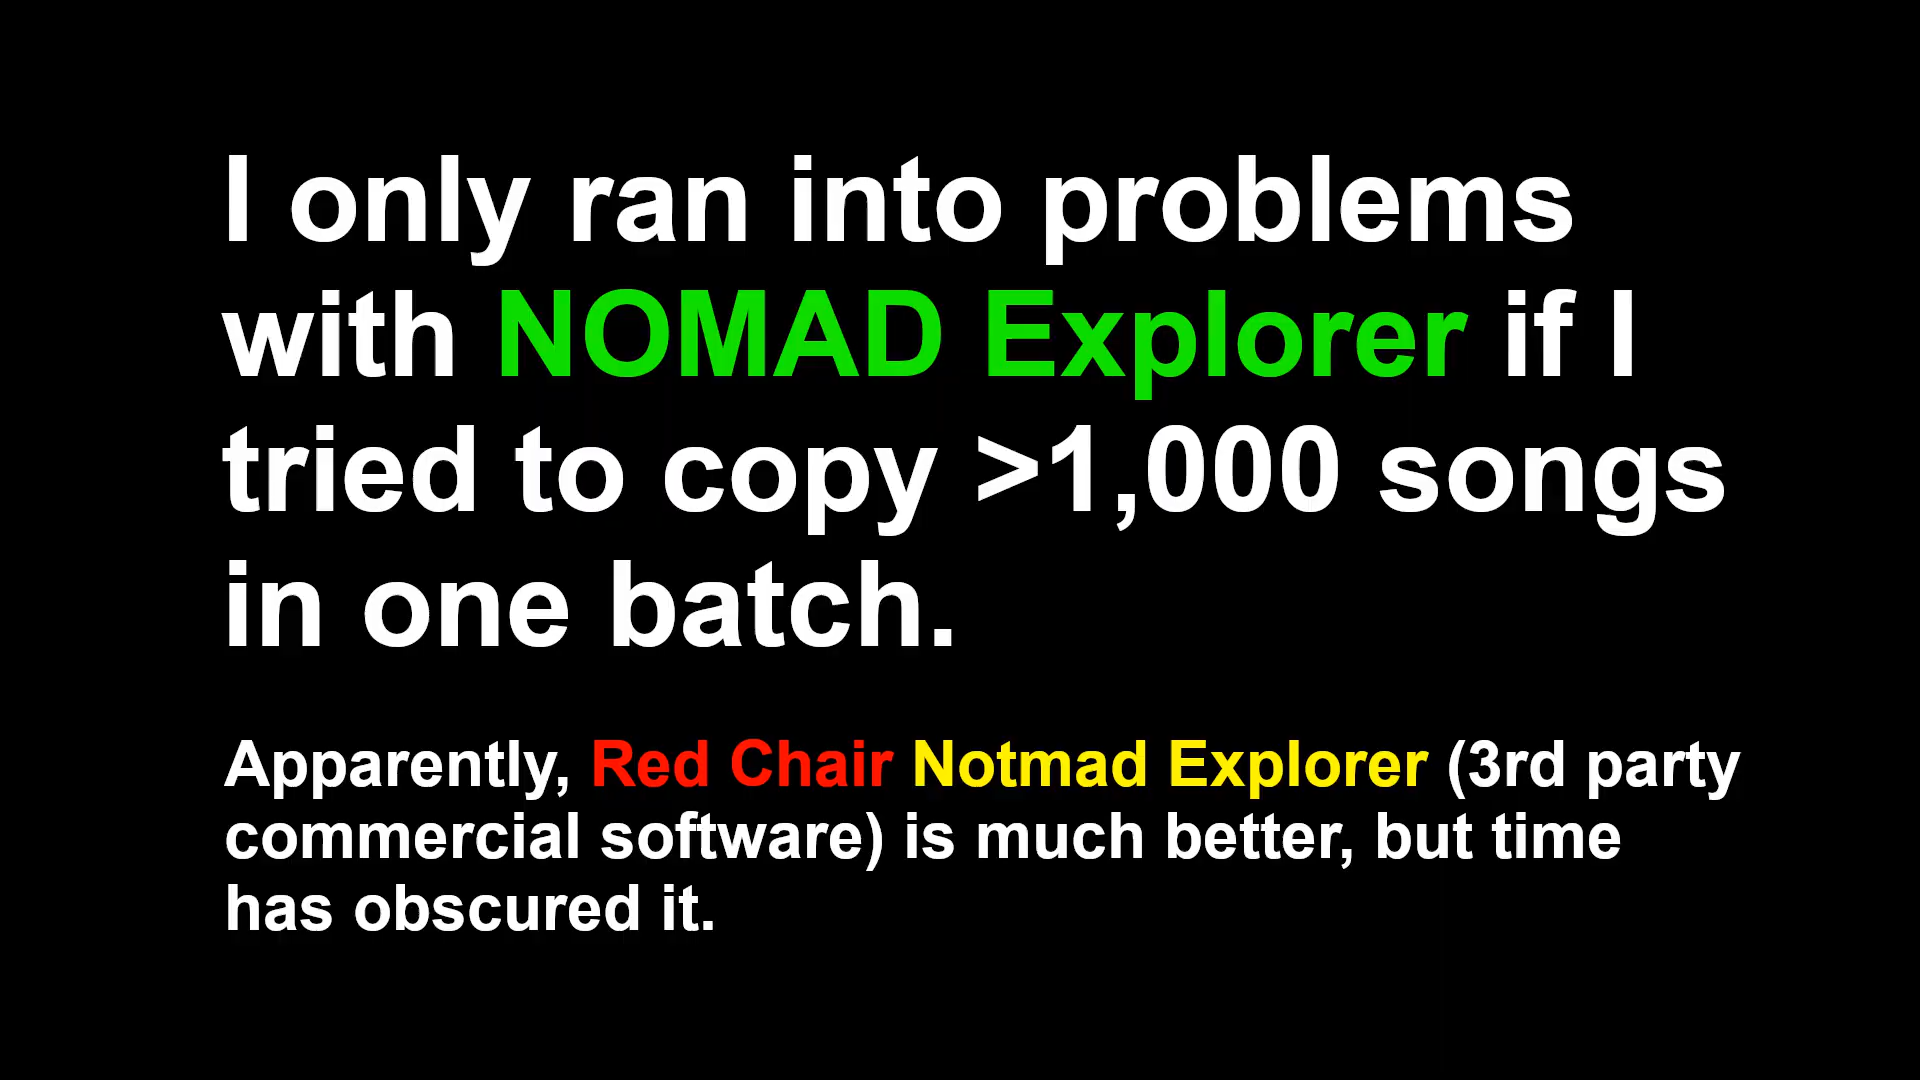 I only ran into problems
with NOMAD Explorer if I
tried to copy >1,000 songs
in one batch.
Apparently, Red Chair Notmad Explorer (3rd party
commercial software) is much better, but time
has obscured it.